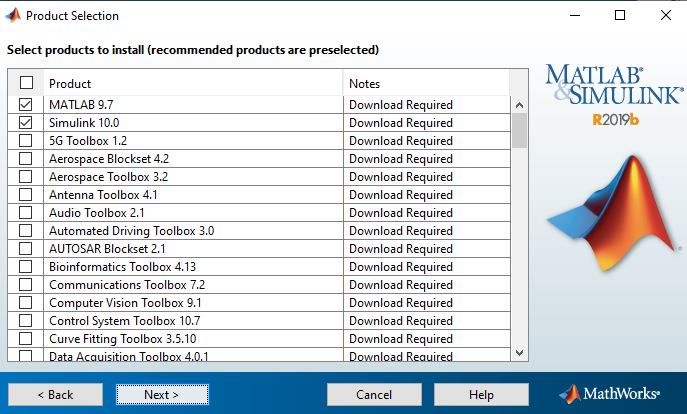 Product Selection
Select products to install (recommended products are preselected)
Product Notes
MATLAB 9.7 Download Required
Simulink 10.0 Download Required
5G Toolbox 1.2 Download Required
Aerospace Blockset 4.2 Download Required
Aerospace Toolbox 3.2 Download Required
Antenna Toolbox 4.1 Download Required
Audio Toolbox 2.1 Download Required
Automated Driving Toolbox 3.0 Download Required
AUTOSAR Blockset 2.1 Download Required
Bioinformatics Toolbox 4.13 Download Required
Communications Toolbox 7.2 Download Required
Computer Vision Toolbox 9.1 Download Required
Control System Toolbox 10.7 Download Required
Curve Fitting Toolbox 3.5.10 Download Required
Data Acquisition Toolbox 4.0.1 Download Required
MATLAB®
&SIMULINK®
R2019b
< Back Next > Cancel Help MathWorks®